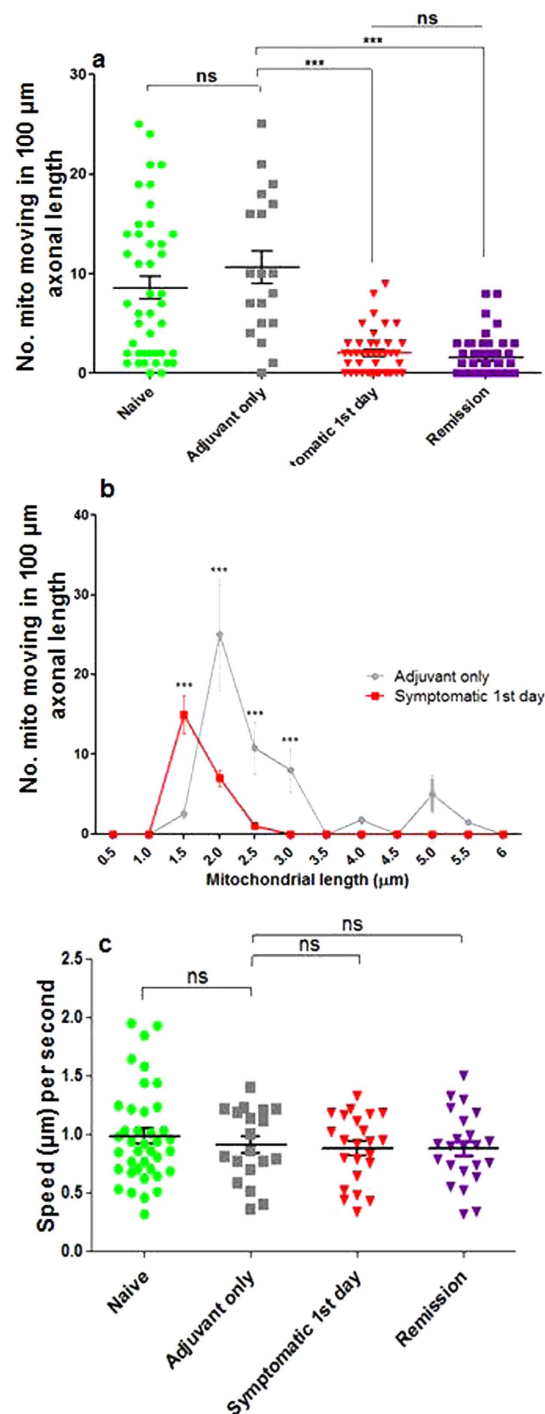 ns
***
a
ns
***
No. mito moving in 100 µm
axonal length
30
20
10
0
Naive
Adjuvant only
tomatic 1st day
Remission
b
No. mito moving in 100 µm
axonal length
40
30
20
10
0
***
***
***
***
Adjuvant only
Symptomatic 1st day
0.5
1.0
1.5
2.0
2.5
3.0
3.5
4.0
4.5
5.0
5.5
6
Mitochondrial length (µm)
c
ns
ns
ns
Speed (µm) per second
2.5
2.0
1.5
1.0
0.5
0.0
Naive
Adjuvant only
Symptomatic 1st day
Remission